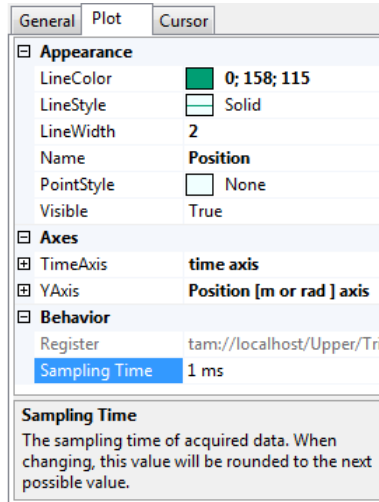 General Plot Cursor
Appearance
LineColor 0; 158; 115
LineStyle Solid
LineWidth 2
Name Position
PointStyle None
Visible True
Axes
TimeAxis time axis
YAxis Position [m or rad ] axis
Behavior
Register tam://localhost/Upper/Tri
Sampling Time 1 ms
Sampling Time
The sampling time of acquired data. When
changing, this value will be rounded to the next
possible value.